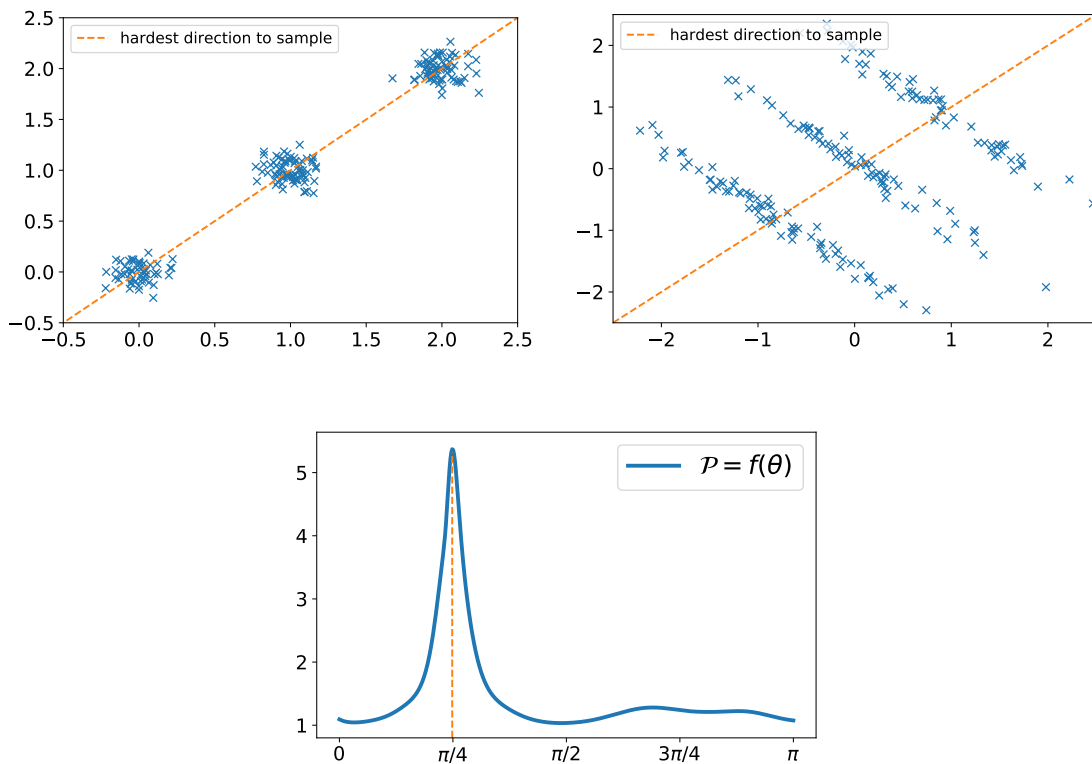 hardest direction to sample
2.5
2.0
1.5
1.0
0.5
0.0
−0.5
−0.5 0.0 0.5 1.0 1.5 2.0 2.5
hardest direction to sample
2
1
0
−1
−2
−2 −1 0 1 2
𝒫 = f(θ)
5
4
3
2
1
0 π/4 π/2 3π/4 π